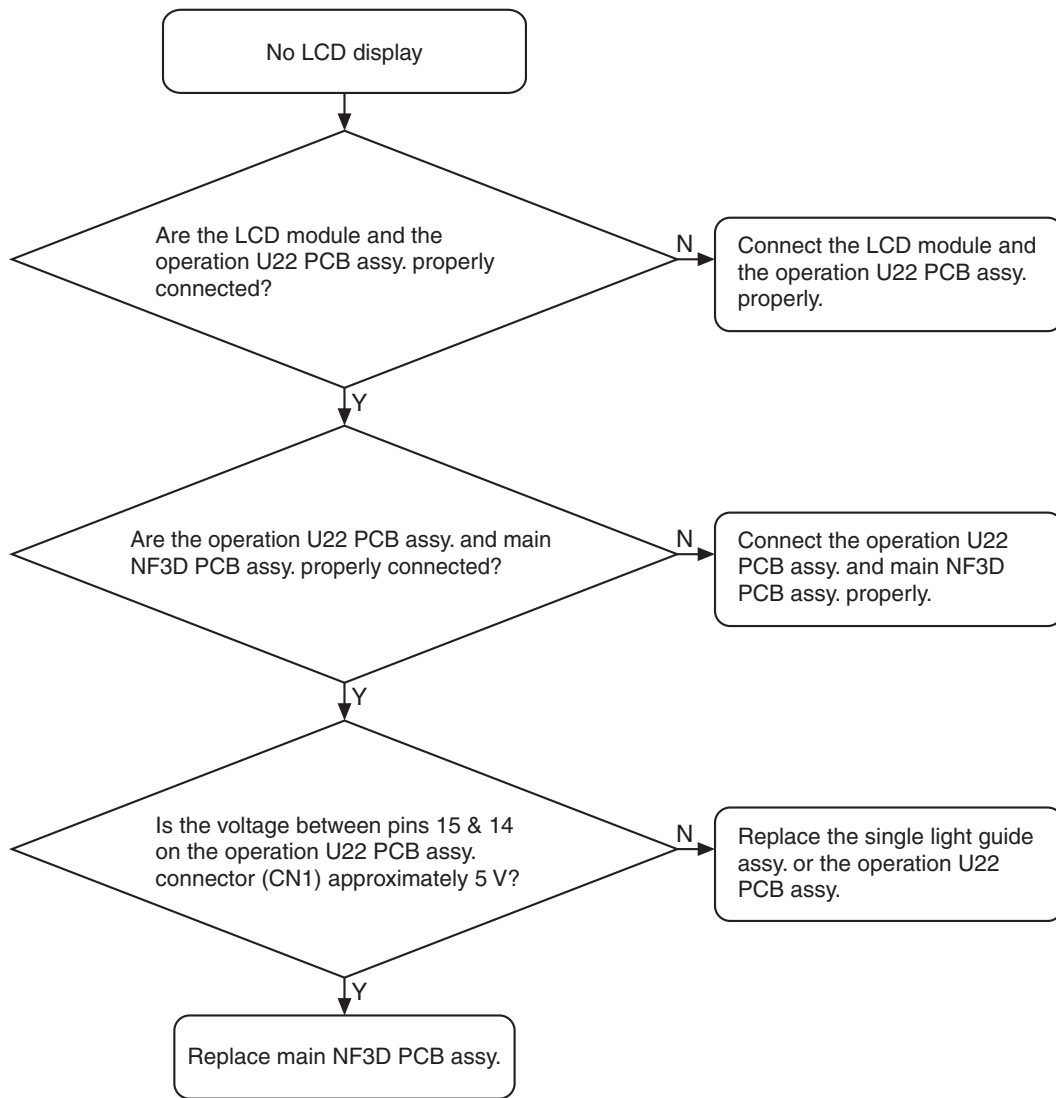 No LCD display
Are the LCD module and the
operation U22 PCB assy. properly
connected?
N
Connect the LCD module and
the operation U22 PCB assy.
properly.
Y
Are the operation U22 PCB assy. and main
NF3D PCB assy. properly connected?
N
Connect the operation U22
PCB assy. and main NF3D
PCB assy. properly.
Y
Is the voltage between pins 15 & 14
on the operation U22 PCB assy.
connector (CN1) approximately 5 V?
N
Replace the single light guide
assy. or the operation U22
PCB assy.
Y
Replace main NF3D PCB assy.